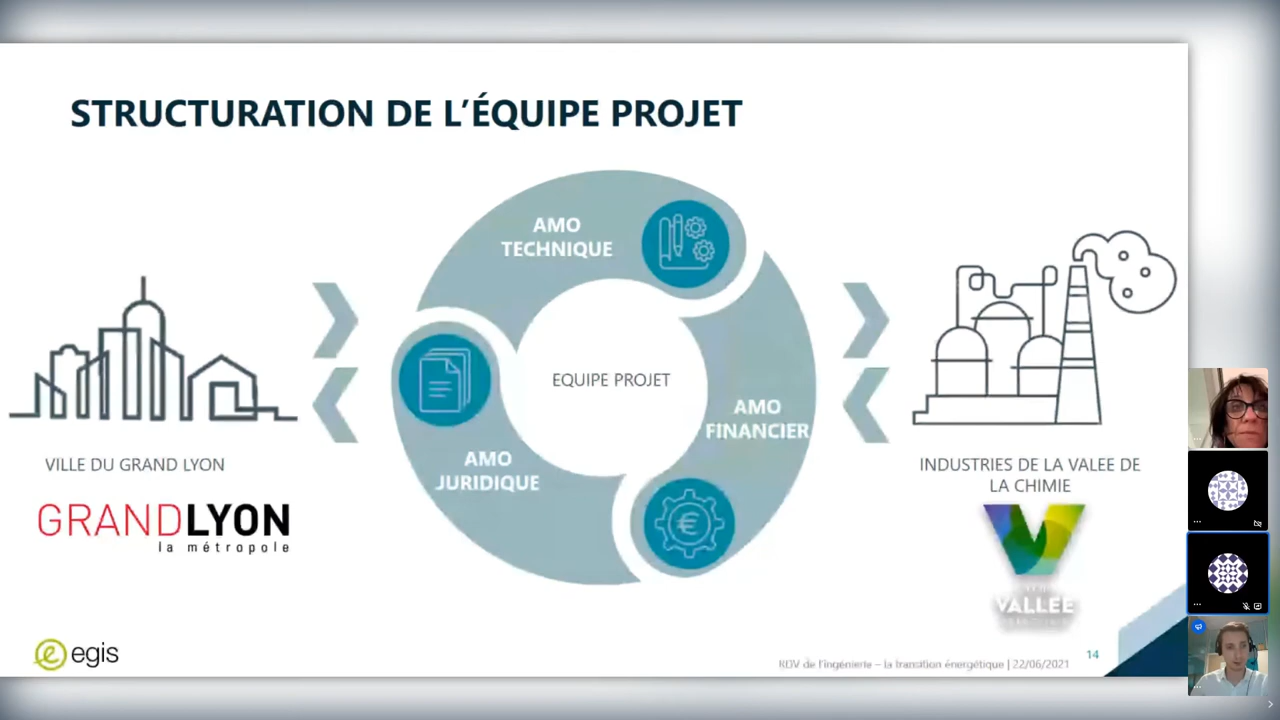 STRUCTURATION DE L'ÉQUIPE PROJET
AMO
TECHNIQUE
EQUIPE PROJET
AMO
FINANCIER
AMO
JURIDIQUE
VILLE DU GRAND LYON
GRANDLYON
la métropole
INDUSTRIES DE LA VALEE DE
LA CHIMIE
VALLÉE
egis
RDV de l'ingénierie – la transition énergétique | 22/06/2021
14